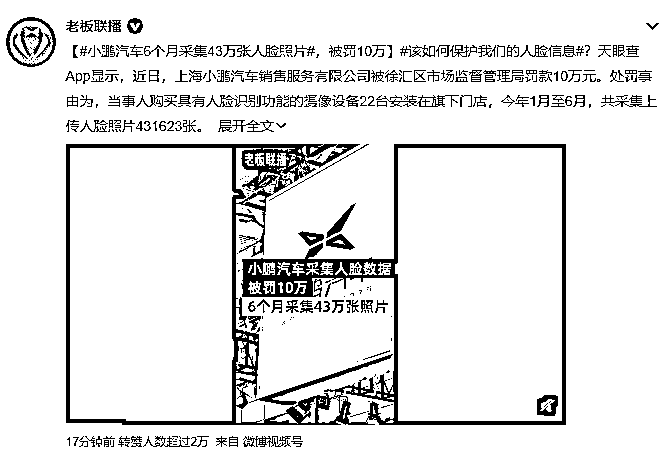 老板联播
【#小鹏汽车6个月采集43万张人脸照片#，被罚10万】#该如何保护我们的人脸信息#？天眼查
App显示，近日，上海小鹏汽车销售服务有限公司被徐汇区市场监督管理局罚款10万元。处罚事
由为，当事人购买具有人脸识别功能的摄像设备22台安装在旗下门店，今年1月至6月，共采集上
传人脸照片431623张。 展开全文
老板联播
小鹏汽车采集人脸数据
被罚10万
6个月采集43万张照片
17分钟前 转赞人数超过2万 来自 微博视频号